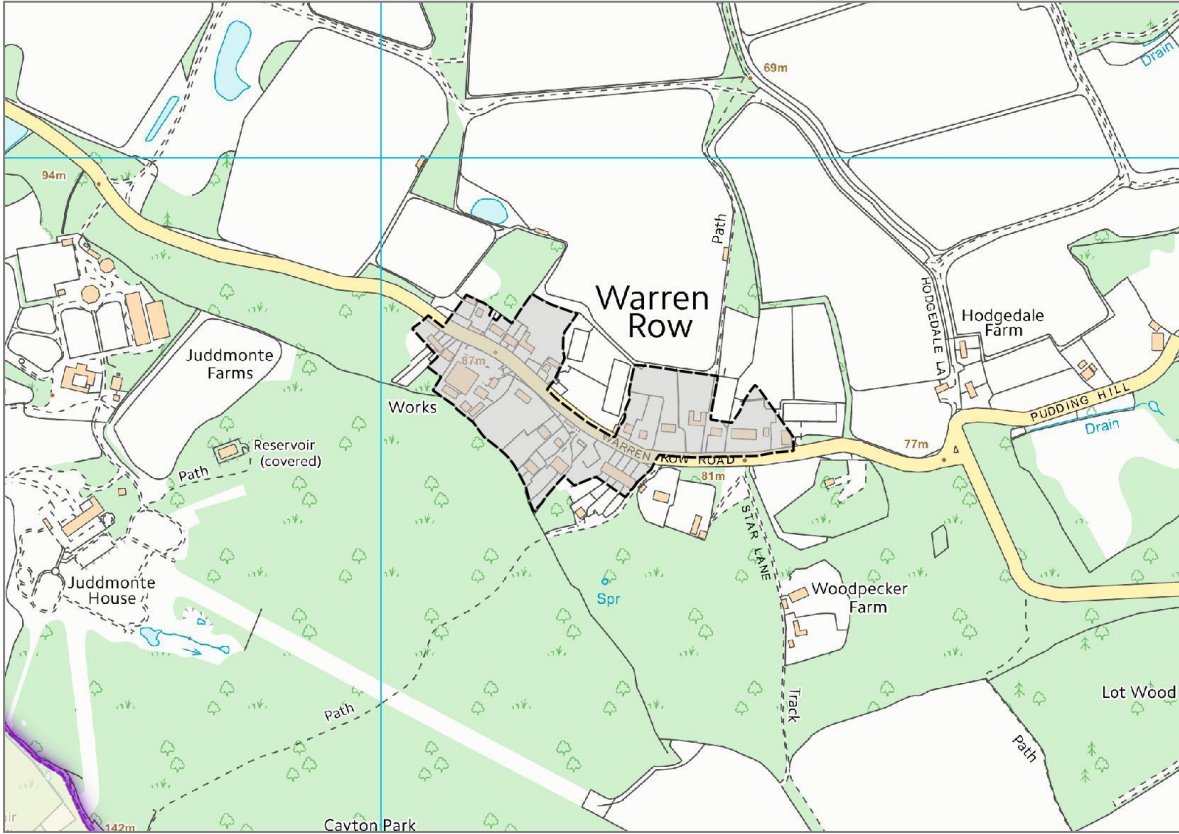 Drain
69m
94m
Path
Warren
Row
HODGEDALE LA
Hodgedale
Farm
87m
Juddmonte
Farms
Works
PUDDING HILL
Drain
WARREN ROW ROAD
77m
81m
Reservoir
(covered)
Path
STAR LANE
Juddmonte
House
Spr
Woodpecker
Farm
Lot Wood
Track
Path
Path
142m
Cayton Park